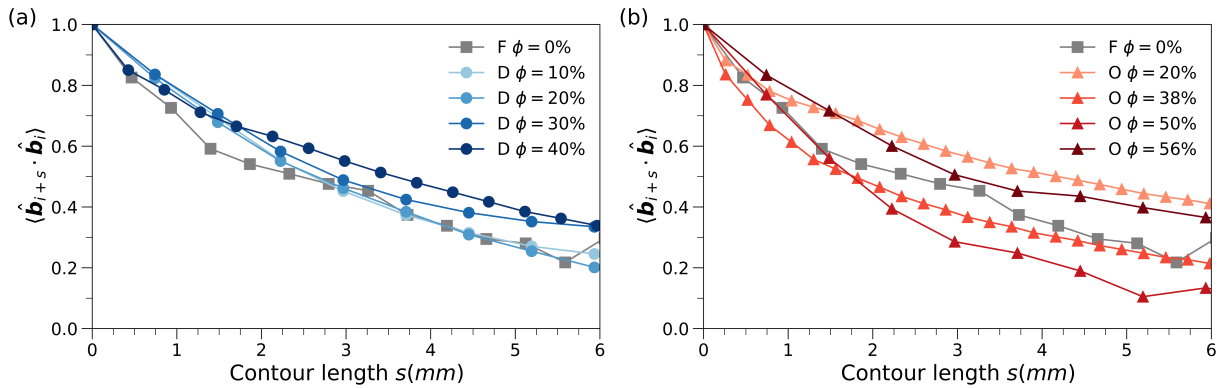 (a)
1.0
0.8
0.6
0.4
0.2
0.0
⟨b̂ᵢ₊ₛ · b̂ᵢ⟩
0 1 2 3 4 5 6
Contour length s(mm)
F ϕ = 0%
D ϕ = 10%
D ϕ = 20%
D ϕ = 30%
D ϕ = 40%
(b)
1.0
0.8
0.6
0.4
0.2
0.0
⟨b̂ᵢ₊ₛ · b̂ᵢ⟩
0 1 2 3 4 5 6
Contour length s(mm)
F ϕ = 0%
O ϕ = 20%
O ϕ = 38%
O ϕ = 50%
O ϕ = 56%